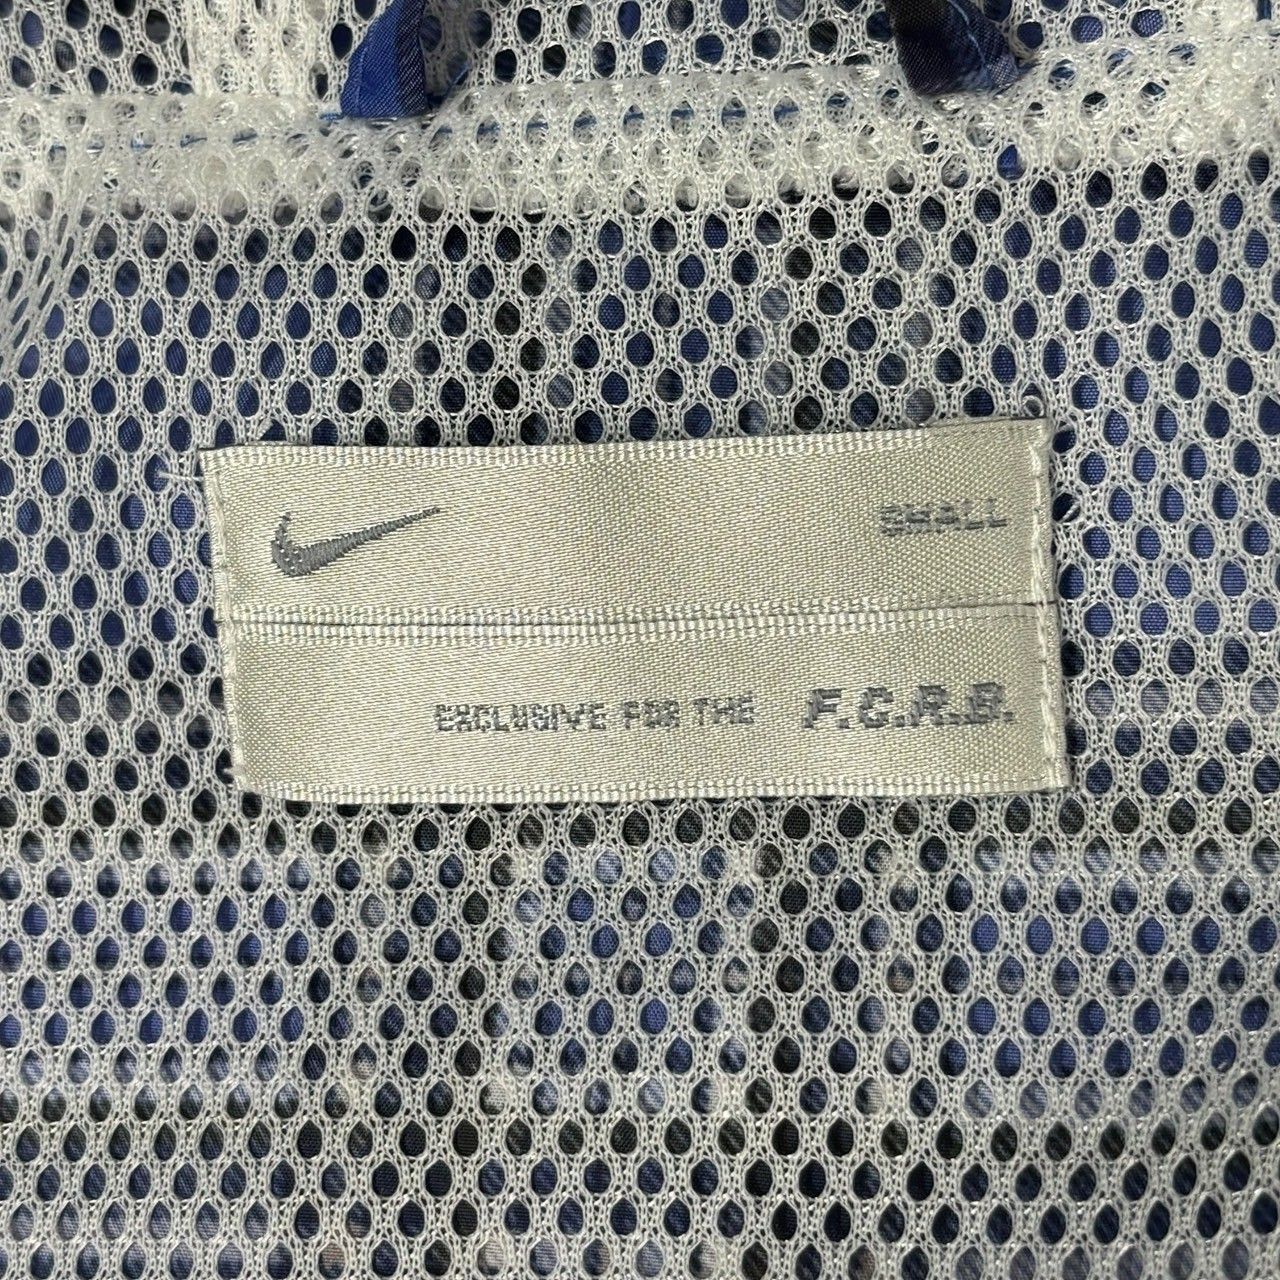 SMALL
EXCLUSIVE FOR THE F.C.R.B.